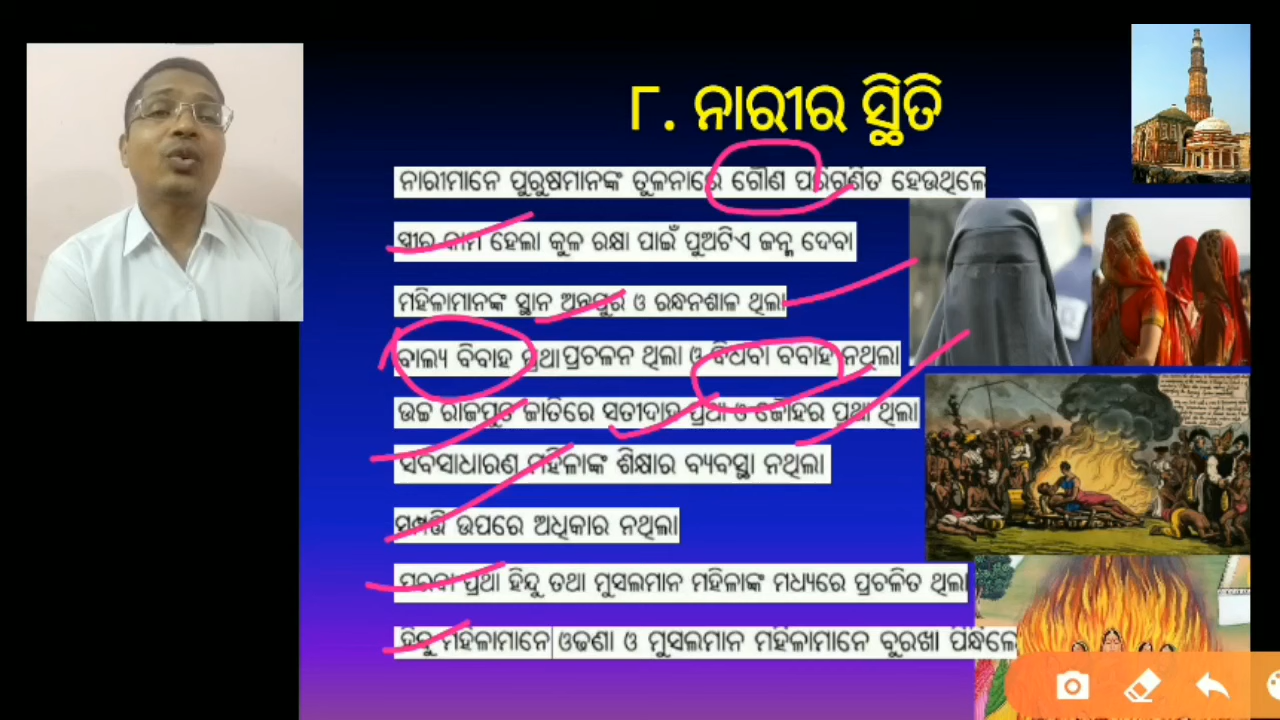 ୮. ନାରୀର ସ୍ଥିତି
ନାରୀମାନେ ପୁରୁଷମାନଙ୍କ ତୁଳନାରେ ଗୌଣ ପରିଗଣିତ ହେଉଥିଲେ
ସ୍ତ୍ରୀର କାମ ହେଲା କୁଳ ରକ୍ଷା ପାଇଁ ପୁଅଟିଏ ଜନ୍ମ ଦେବା
ମହିଳାମାନଙ୍କ ସ୍ଥାନ ଅନ୍ତପୁର ଓ ରନ୍ଧନଶାଳ ଥିଲା
ବାଲ୍ୟ ବିବାହ ପ୍ରଥା ପ୍ରଚଳନ ଥିଲା ଓ ବିଧବା ବିବାହ ନଥିଲା
ଉଚ୍ଚ ରାଜପୁତ ଜାତିରେ ସତୀଦାହ ପ୍ରଥା ଓ ଜୌହର ପ୍ରଥା ଥିଲା
ସର୍ବସାଧାରଣ ମହିଳାଙ୍କ ଶିକ୍ଷାର ବ୍ୟବସ୍ଥା ନଥିଲା
ସମ୍ପତ୍ତି ଉପରେ ଅଧିକାର ନଥିଲା
ପରଦା ପ୍ରଥା ହିନ୍ଦୁ ତଥା ମୁସଲମାନ ମହିଳାଙ୍କ ମଧ୍ୟରେ ପ୍ରଚଳିତ ଥିଲା
ହିନ୍ଦୁ ମହିଳାମାନେ ଓଢଣା ଓ ମୁସଲମାନ ମହିଳାମାନେ ବୁରଖା ପିନ୍ଧିଲେ